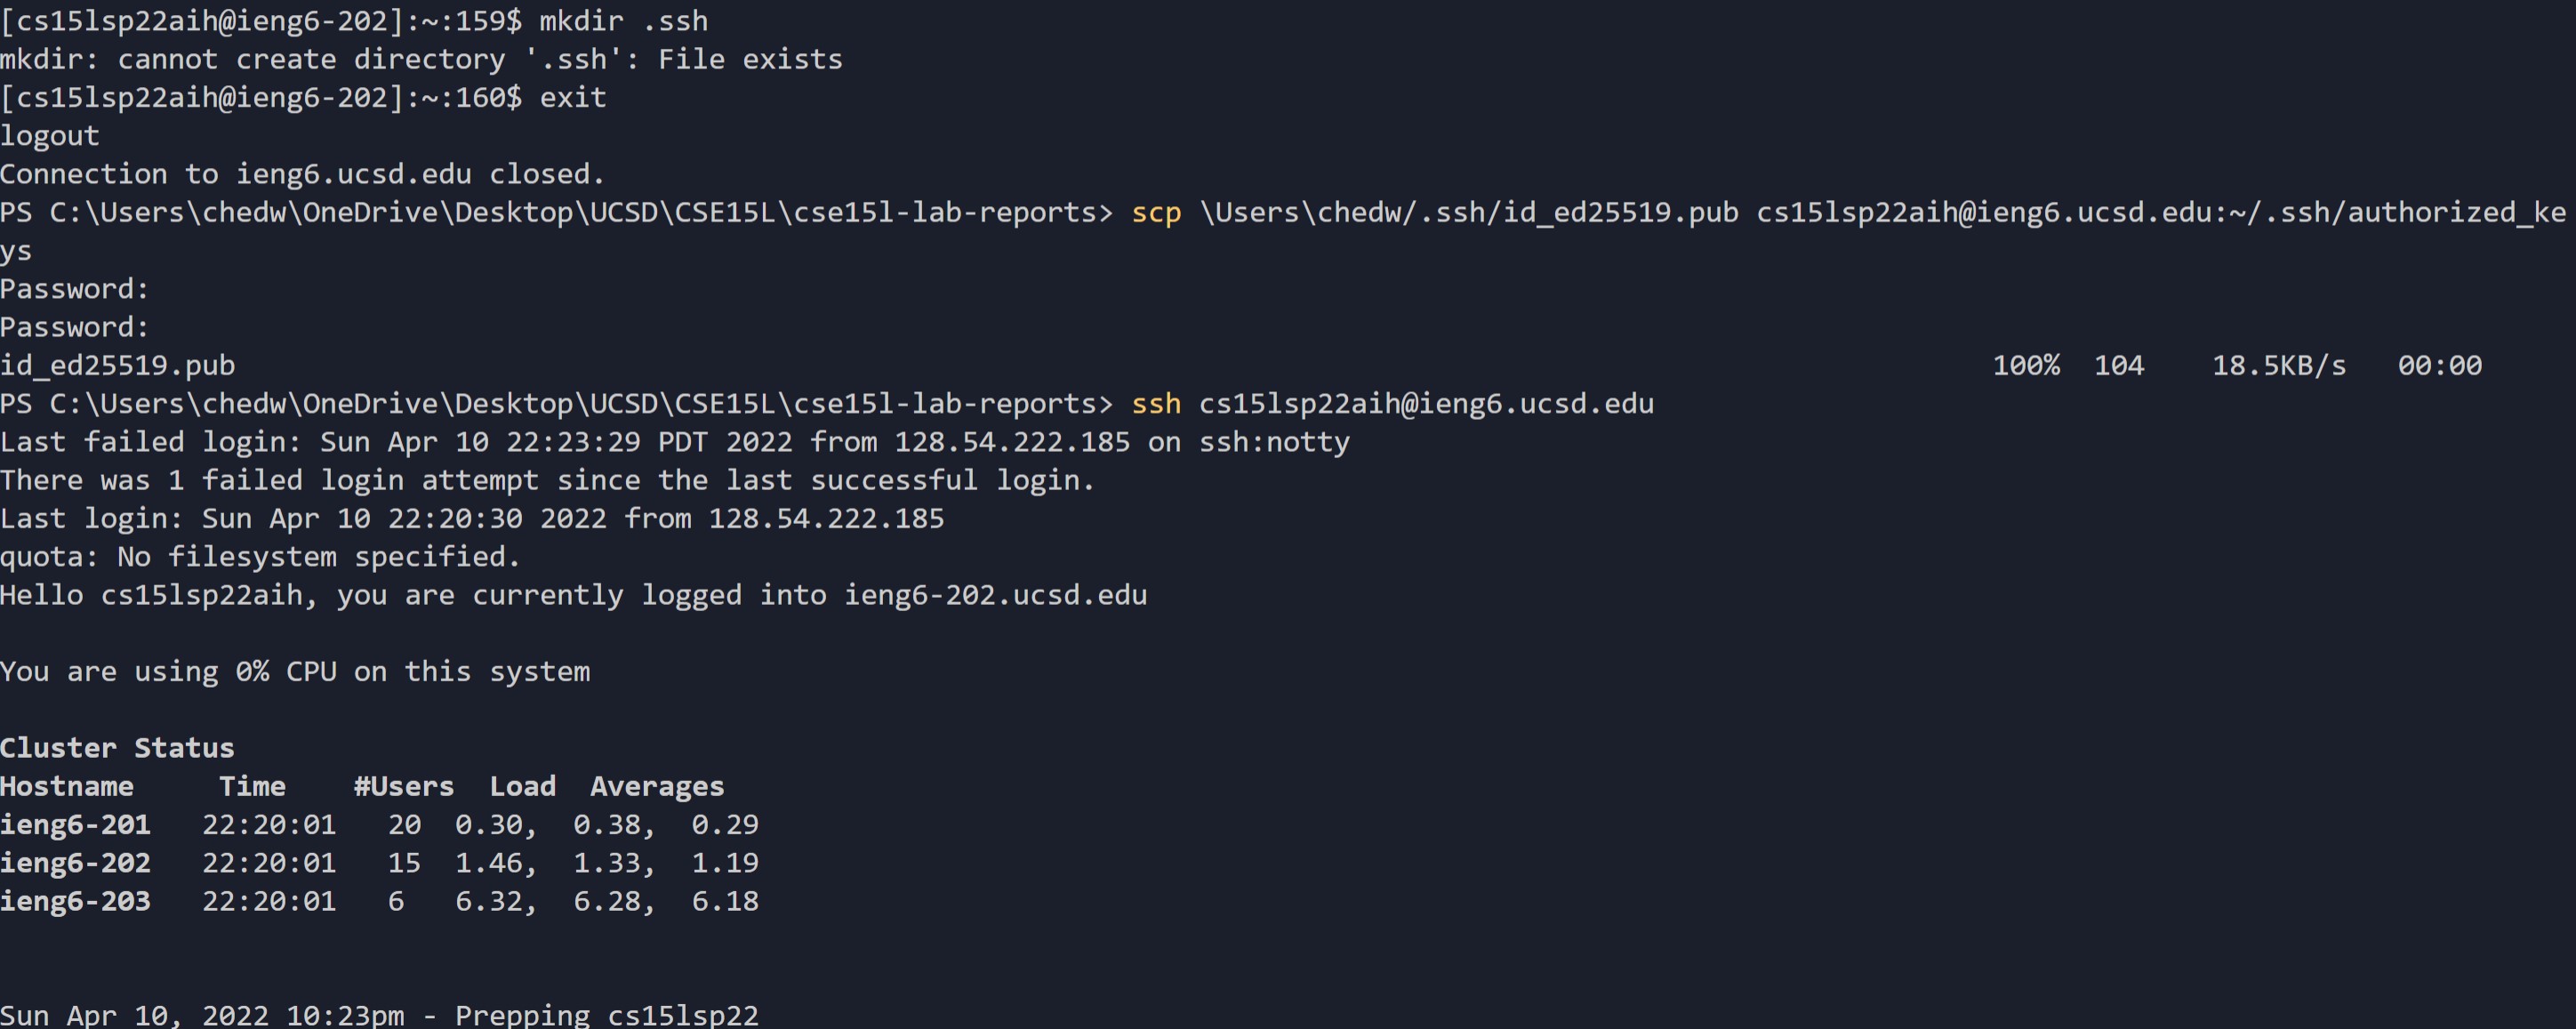 [cs15lsp22aih@ieng6-202]:~:159$ mkdir .ssh
mkdir: cannot create directory '.ssh': File exists
[cs15lsp22aih@ieng6-202]:~:160$ exit
logout
Connection to ieng6.ucsd.edu closed.
PS C:\Users\chedw\OneDrive\Desktop\UCSD\CSE15L\cse15l-lab-reports> scp \Users\chedw/.ssh/id_ed25519.pub cs15lsp22aih@ieng6.ucsd.edu:~/.ssh/authorized_ke
ys
Password:
Password:
id_ed25519.pub 100% 104 18.5KB/s 00:00
PS C:\Users\chedw\OneDrive\Desktop\UCSD\CSE15L\cse15l-lab-reports> ssh cs15lsp22aih@ieng6.ucsd.edu
Last failed login: Sun Apr 10 22:23:29 PDT 2022 from 128.54.222.185 on ssh:notty
There was 1 failed login attempt since the last successful login.
Last login: Sun Apr 10 22:20:30 2022 from 128.54.222.185
quota: No filesystem specified.
Hello cs15lsp22aih, you are currently logged into ieng6-202.ucsd.edu
You are using 0% CPU on this system
Cluster Status
Hostname Time #Users Load Averages
ieng6-201 22:20:01 20 0.30, 0.38, 0.29
ieng6-202 22:20:01 15 1.46, 1.33, 1.19
ieng6-203 22:20:01 6 6.32, 6.28, 6.18
Sun Apr 10, 2022 10:23pm - Prepping cs15lsp22